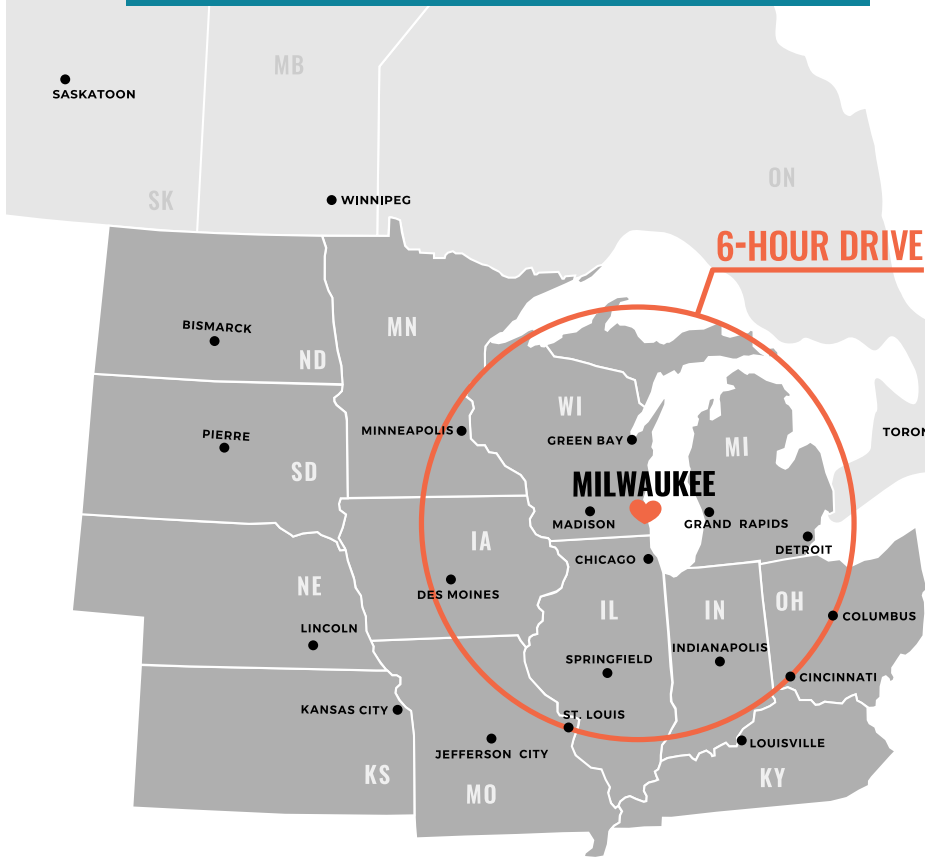 MB
SASKATOON
ON
SK
WINNIPEG
6-HOUR DRIVE
BISMARCK
MN
ND
WI
MINNEAPOLIS
PIERRE
TORON
GREEN BAY
MI
SD
MILWAUKEE
MADISON
GRAND RAPIDS
IA
DETROIT
CHICAGO
NE
DES MOINES
IL
IN
OH
COLUMBUS
LINCOLN
INDIANAPOLIS
SPRINGFIELD
CINCINNATI
KANSAS CITY
ST. LOUIS
LOUISVILLE
JEFFERSON CITY
KS
KY
MO